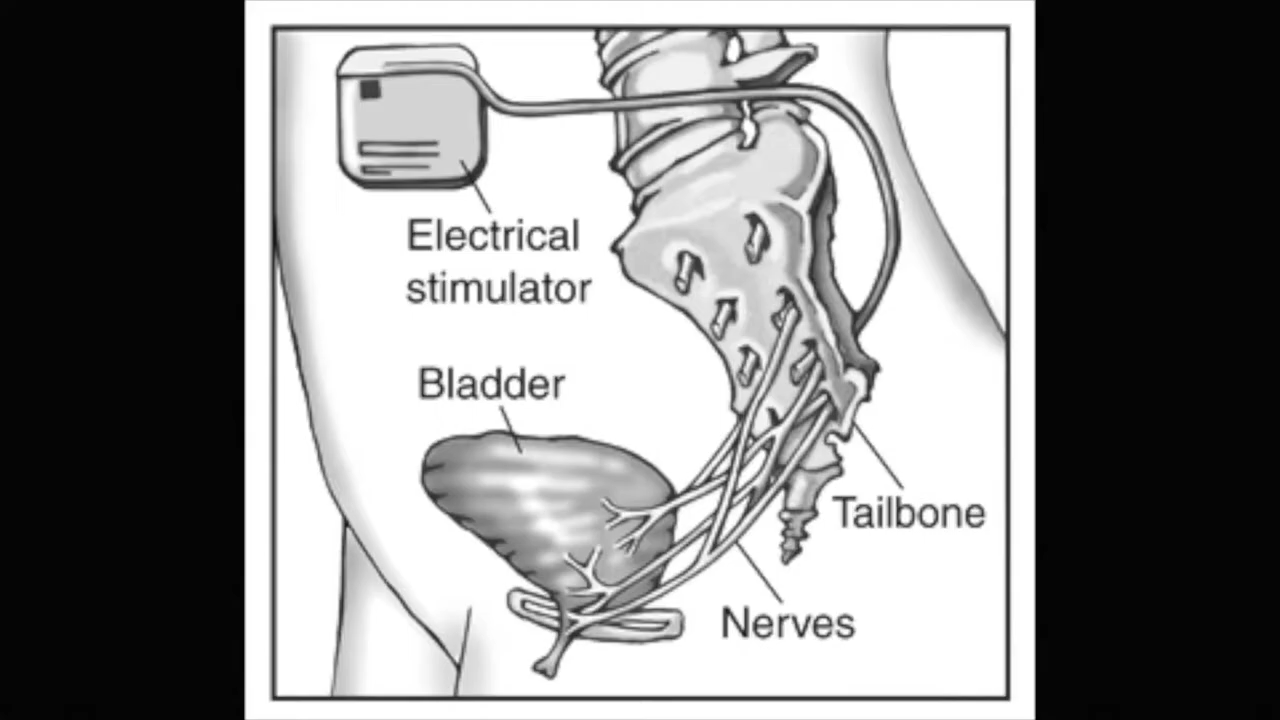 Electrical
stimulator
Bladder
Tailbone
Nerves